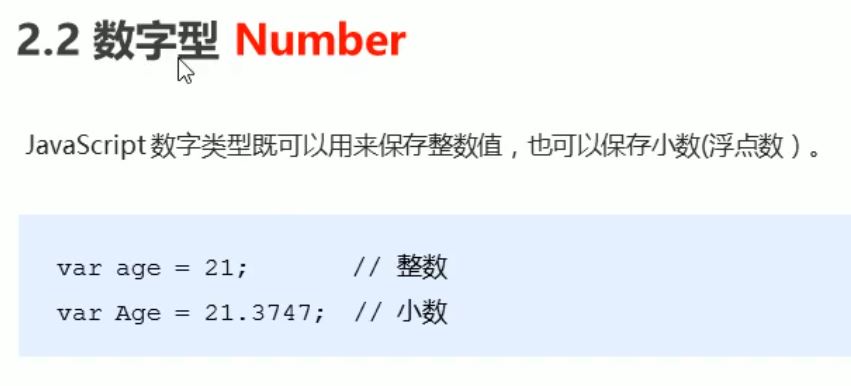 2.2 数字型 Number
JavaScript 数字类型既可以用来保存整数值，也可以保存小数(浮点数）。
var age = 21;       // 整数
var Age = 21.3747;  // 小数